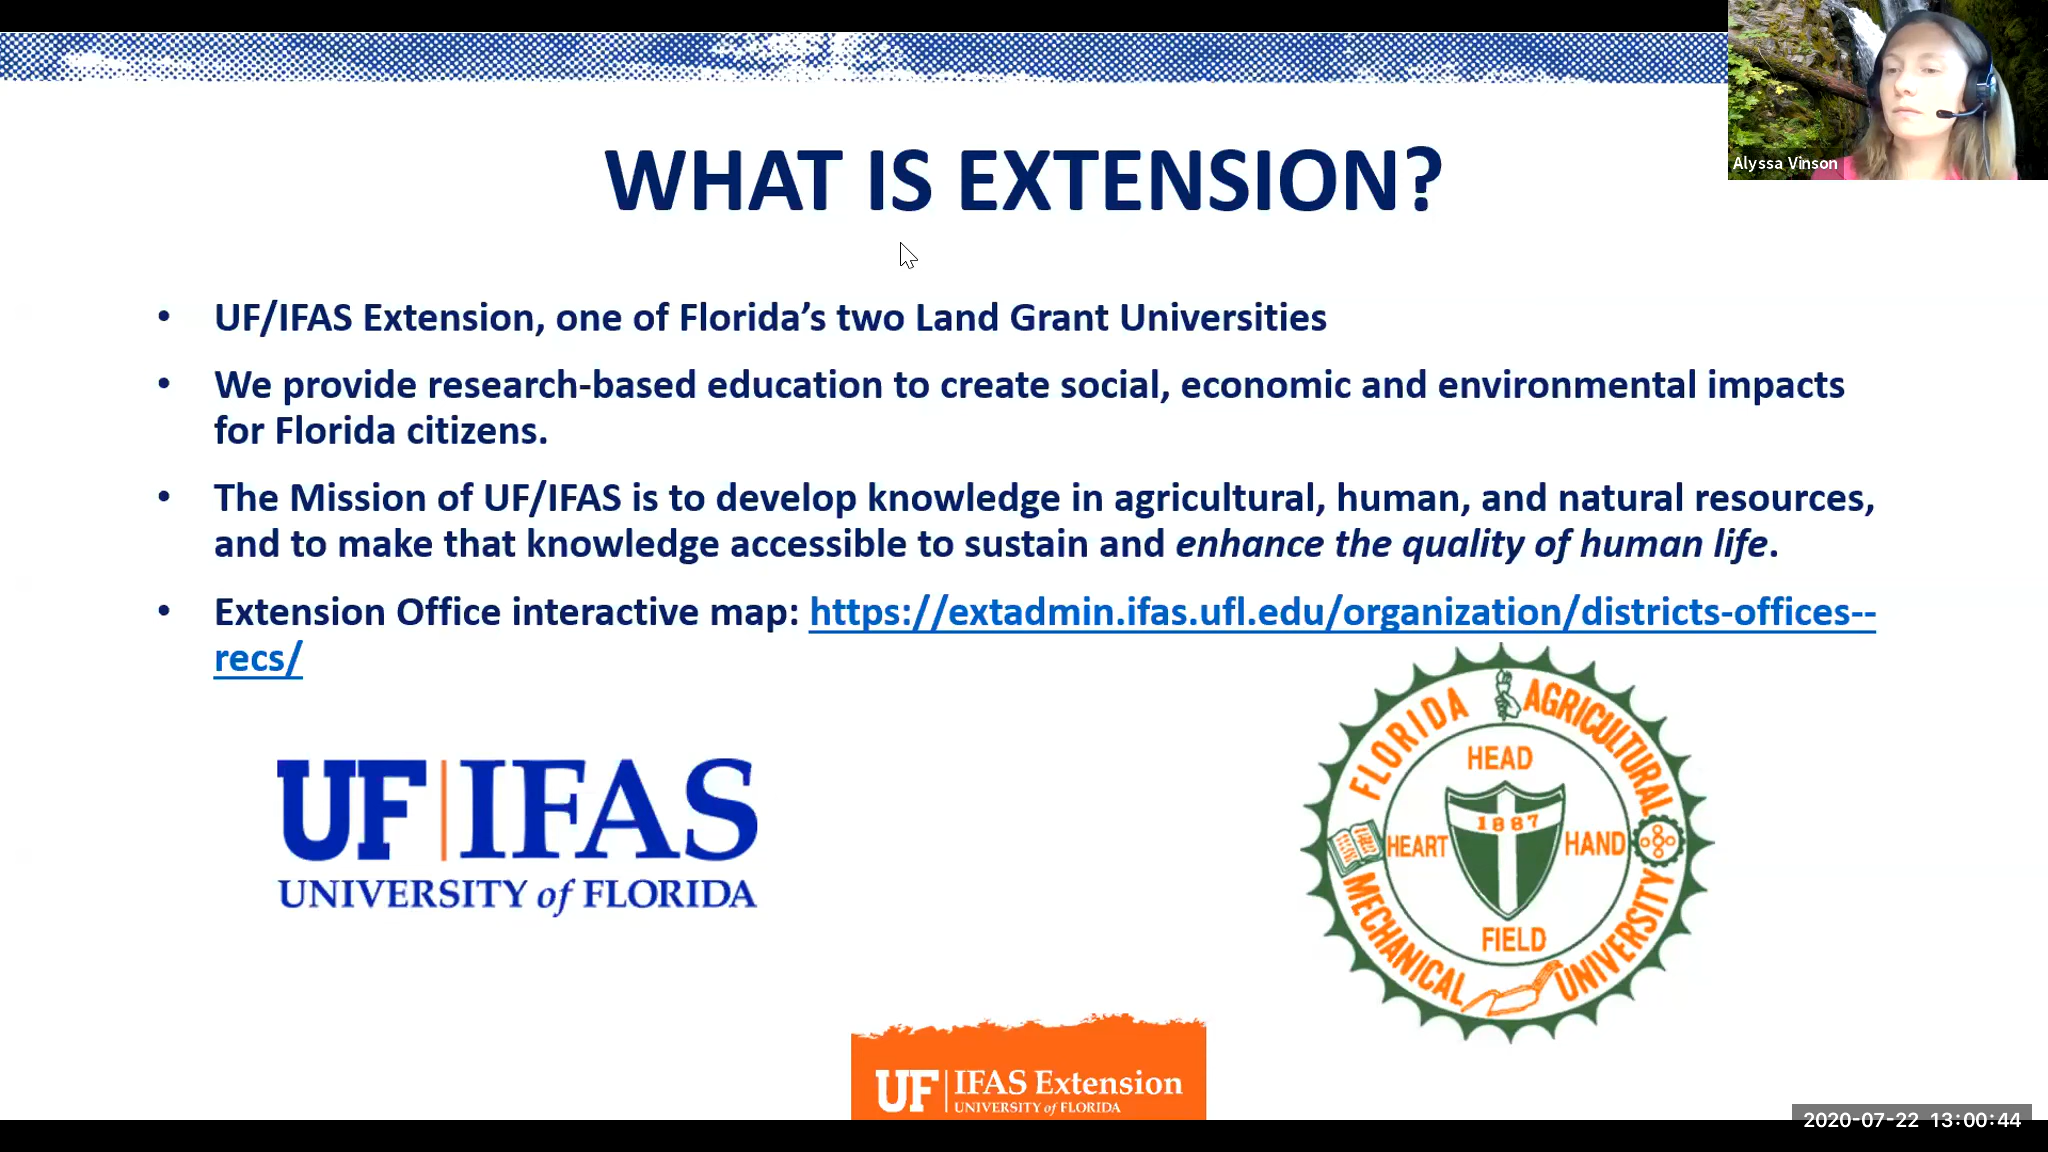 Alyssa Vinson
WHAT IS EXTENSION?
• UF/IFAS Extension, one of Florida’s two Land Grant Universities
• We provide research-based education to create social, economic and environmental impacts
for Florida citizens.
• The Mission of UF/IFAS is to develop knowledge in agricultural, human, and natural resources,
and to make that knowledge accessible to sustain and enhance the quality of human life.
• Extension Office interactive map: https://extadmin.ifas.ufl.edu/organization/districts-offices--
recs/
UF|IFAS
UNIVERSITY of FLORIDA
FLORIDA AGRICULTURAL
MECHANICAL UNIVERSITY
HEAD
1887
HEART HAND
FIELD
UF|IFAS Extension
UNIVERSITY of FLORIDA
2020-07-22 13:00:44